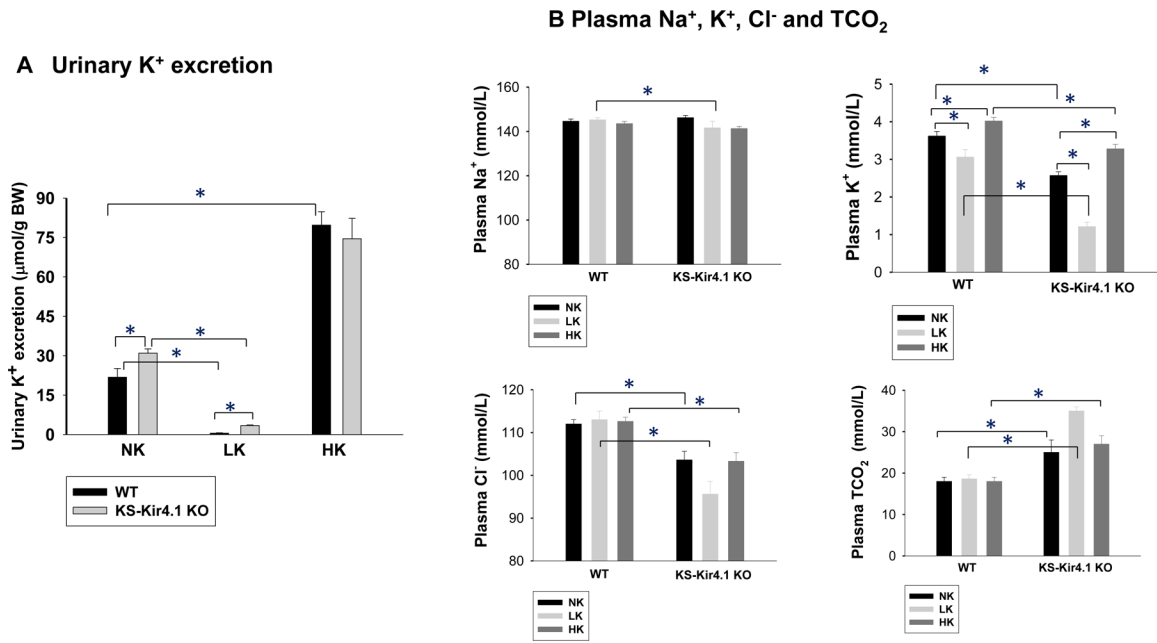 B Plasma Na⁺, K⁺, Cl⁻ and TCO₂
A Urinary K⁺ excretion
Urinary K⁺ excretion (μmol/g BW)
90
75
60
45
30
15
0
*
*
*
*
*
NK LK HK
WT
KS-Kir4.1 KO
Plasma Na⁺ (mmol/L)
160
140
120
100
80
*
WT KS-Kir4.1 KO
NK
LK
HK
Plasma K⁺ (mmol/L)
5
4
3
2
1
0
*
*
*
*
*
*
*
WT KS-Kir4.1 KO
NK
LK
HK
Plasma Cl⁻ (mmol/L)
120
110
100
90
80
*
*
*
WT KS-Kir4.1 KO
NK
LK
HK
Plasma TCO₂ (mmol/L)
40
30
20
10
0
*
*
*
WT KS-Kir4.1 KO
NK
LK
HK